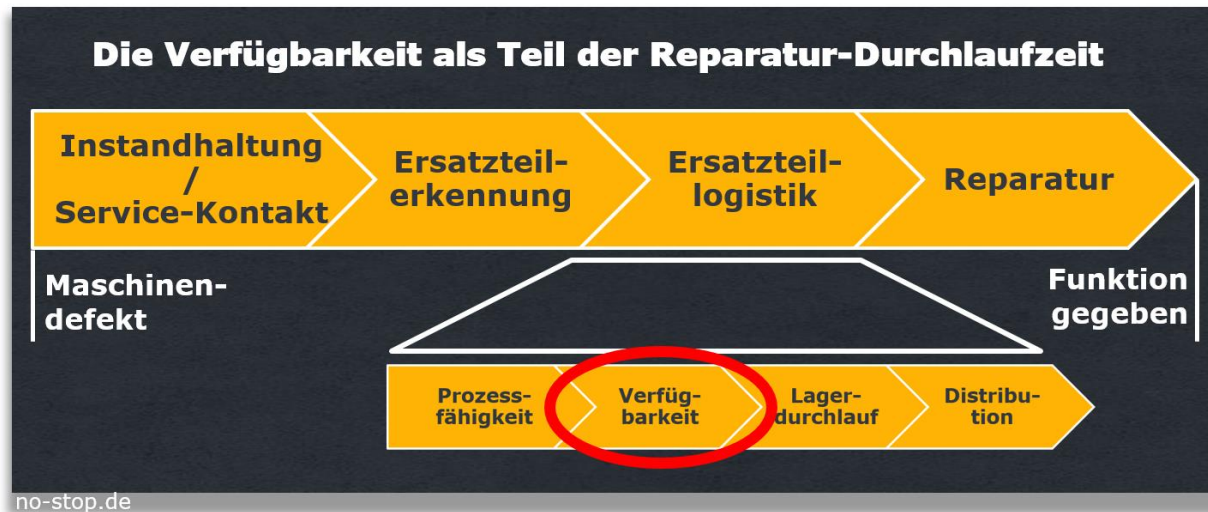 Die Verfügbarkeit als Teil der Reparatur-Durchlaufzeit
Instandhaltung
/
Service-Kontakt
Ersatzteil-
erkennung
Ersatzteil-
logistik
Reparatur
Maschinen-
defekt
Funktion
gegeben
Prozess-
fähigkeit
Verfüg-
barkeit
Lager-
durchlauf
Distribu-
tion
no-stop.de